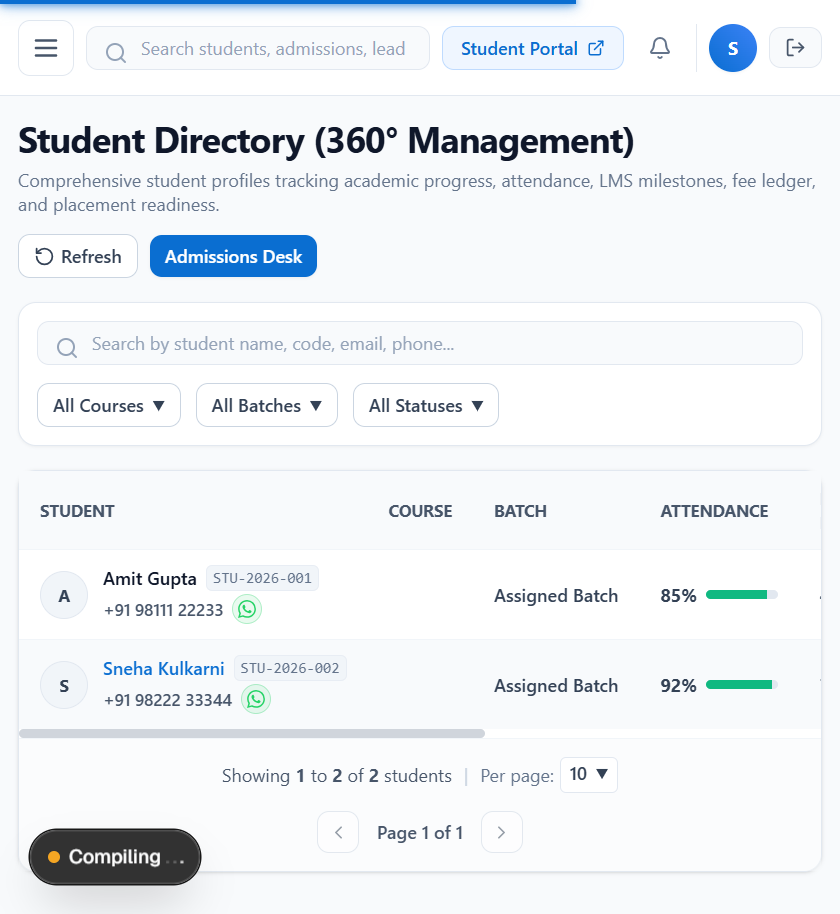 Search students, admissions, lead
Student Portal
S
Student Directory (360° Management)
Comprehensive student profiles tracking academic progress, attendance, LMS milestones, fee ledger,
and placement readiness.
Refresh
Admissions Desk
Search by student name, code, email, phone...
All Courses ▼
All Batches ▼
All Statuses ▼
STUDENT COURSE BATCH ATTENDANCE
A
Amit Gupta STU-2026-001
+91 98111 22233
Assigned Batch
85%
S
Sneha Kulkarni STU-2026-002
+91 98222 33344
Assigned Batch
92%
Showing 1 to 2 of 2 students | Per page: 10 ▼
Page 1 of 1
Compiling ...